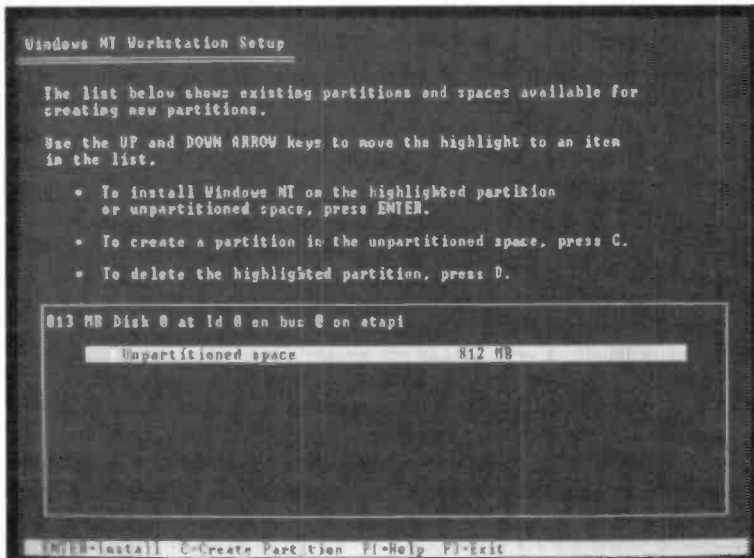 Windows NT Workstation Setup
The list below shows existing partitions and spaces available for
creating new partitions.
Use the UP and DOWN ARROW keys to move the highlight to an item
in the list.
• To install Windows NT on the highlighted partition
or unpartitioned space, press ENTER.
• To create a partition in the unpartitioned space, press C.
• To delete the highlighted partition, press D.
813 MB Disk 0 at Id 0 on bus 0 on atapi
Unpartitioned space 812 MB
ENTER=Install C=Create Partition F1=Help F3=Exit